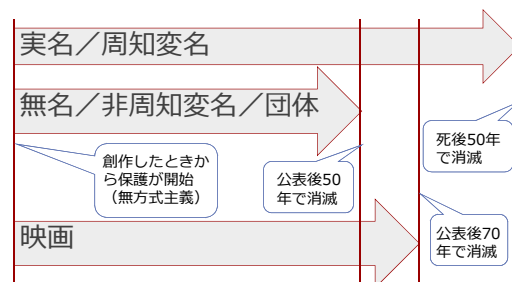 実名／周知変名
無名／非周知変名／団体
死後50年
で消滅
創作したときか
ら保護が開始
（無方式主義）
公表後50
年で消滅
映画
公表後70
年で消滅